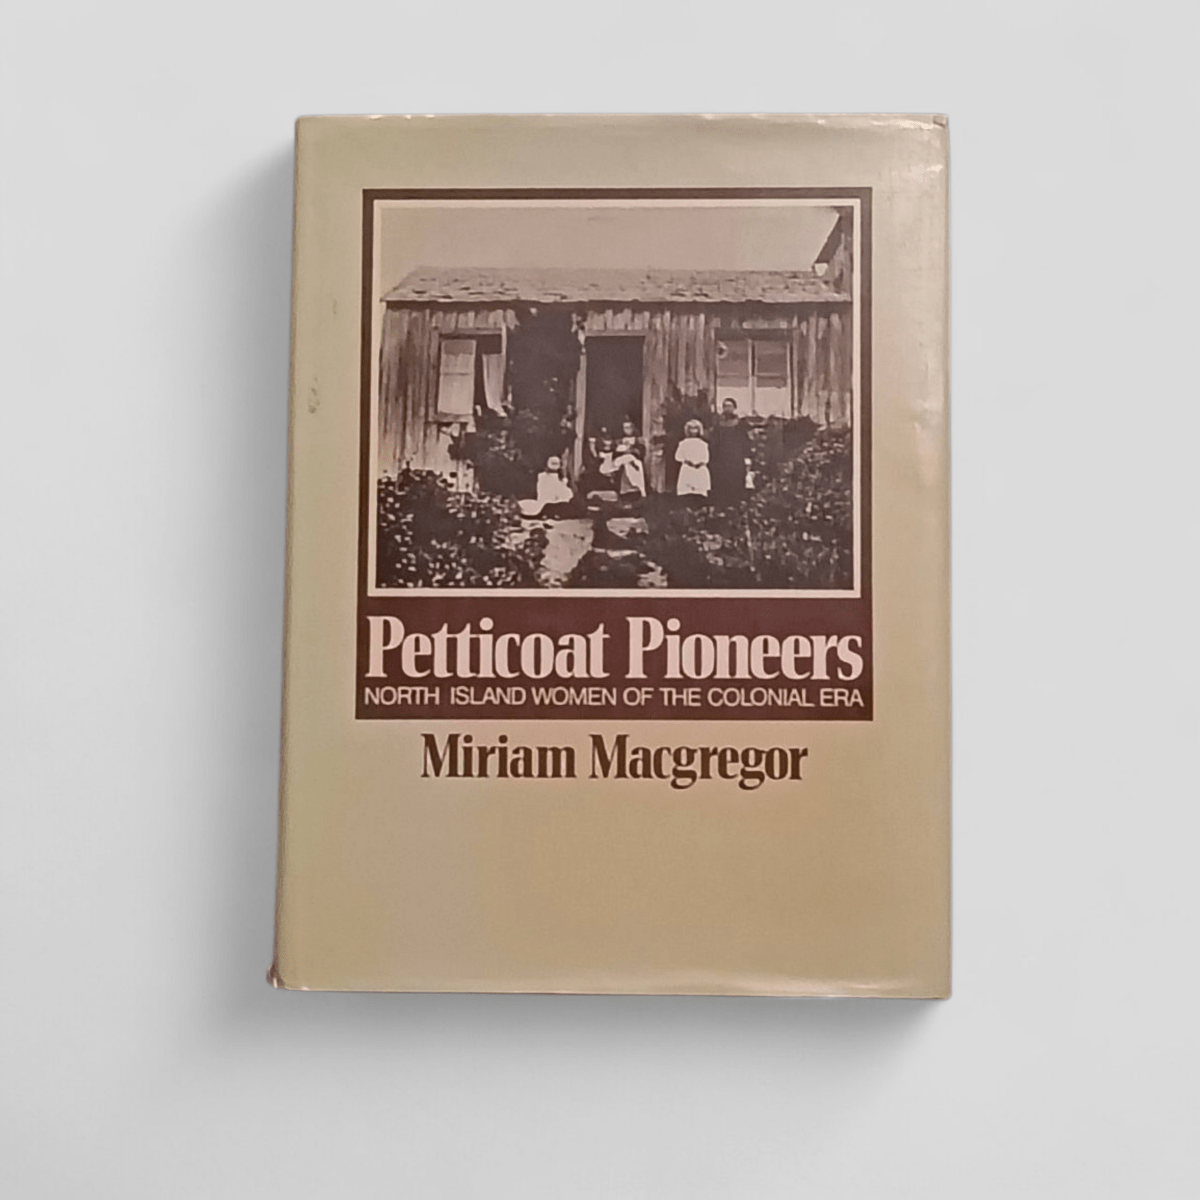 Petticoat Pioneers
NORTH ISLAND WOMEN OF THE COLONIAL ERA
Miriam Macgregor